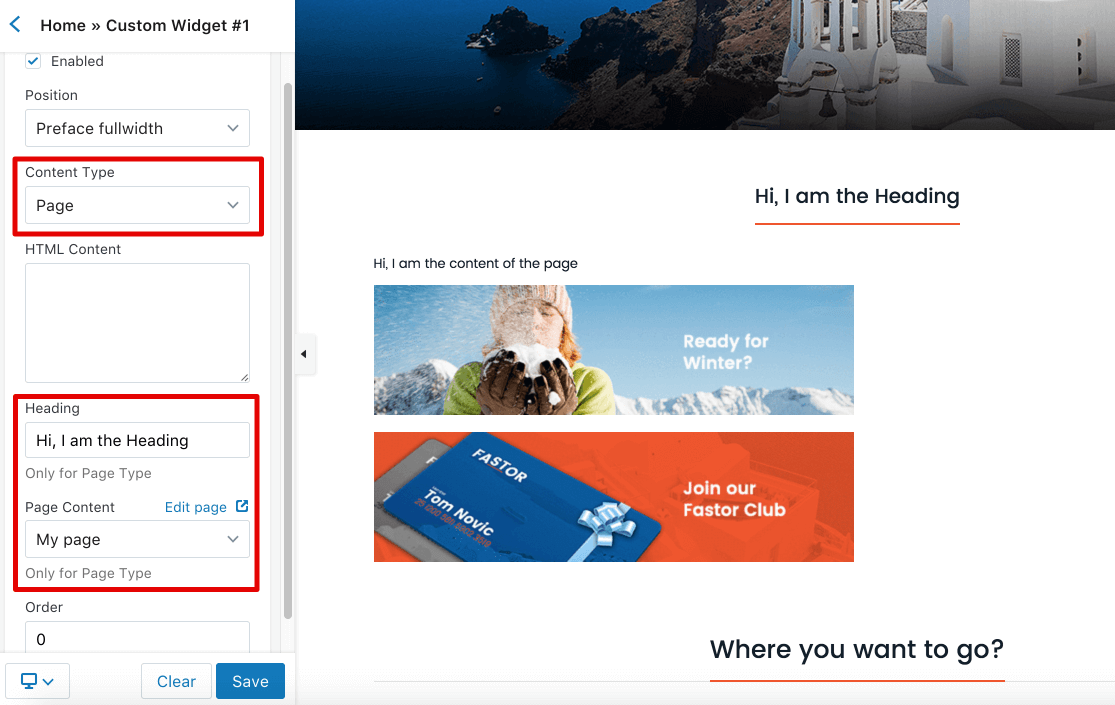 Home » Custom Widget #1
Enabled
Position
Preface fullwidth
Content Type
Page
HTML Content
Heading
Hi, I am the Heading
Only for Page Type
Page Content Edit page
My page
Only for Page Type
Order
0
Clear Save
Hi, I am the Heading
Hi, I am the content of the page
Ready for
Winter?
FASTOR
Tom Novic
Join our
Fastor Club
Where you want to go?